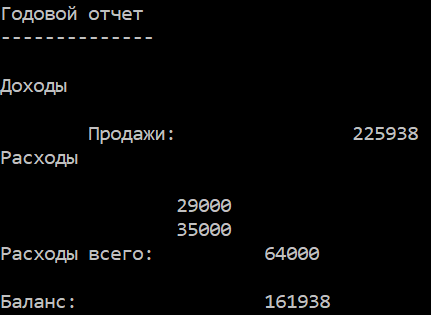 Годовой отчет
--------------
Доходы
Продажи: 225938
Расходы
29000
35000
Расходы всего: 64000
Баланс: 161938